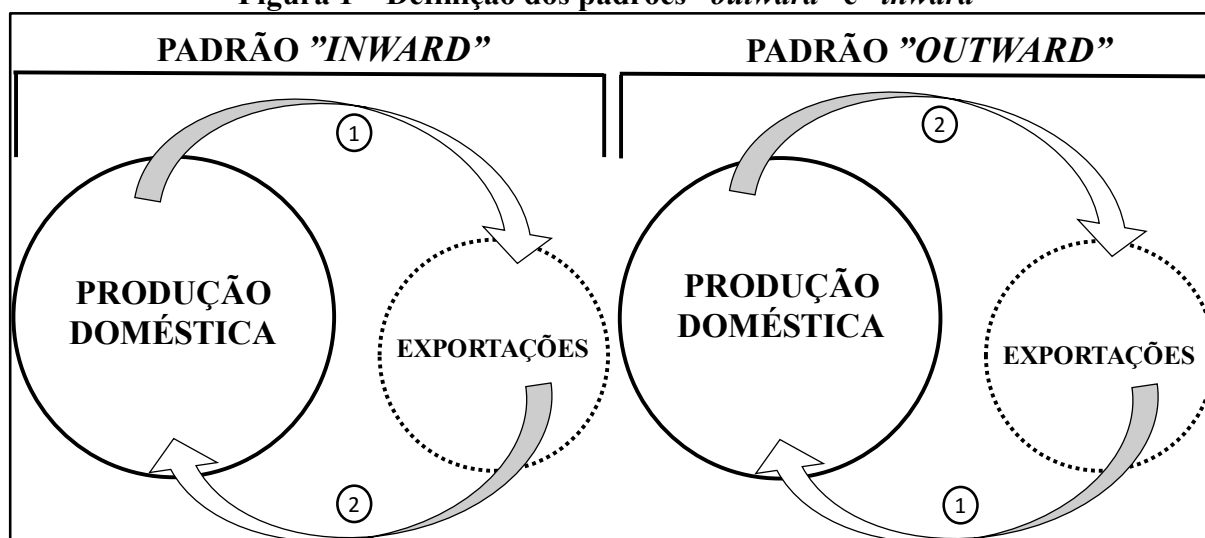 Figura 1 – Definição dos padrões "outward" e "inward"
PADRÃO ”INWARD”
1
PRODUÇÃO
DOMÉSTICA
EXPORTAÇÕES
2
PADRÃO ”OUTWARD”
2
PRODUÇÃO
DOMÉSTICA
EXPORTAÇÕES
1